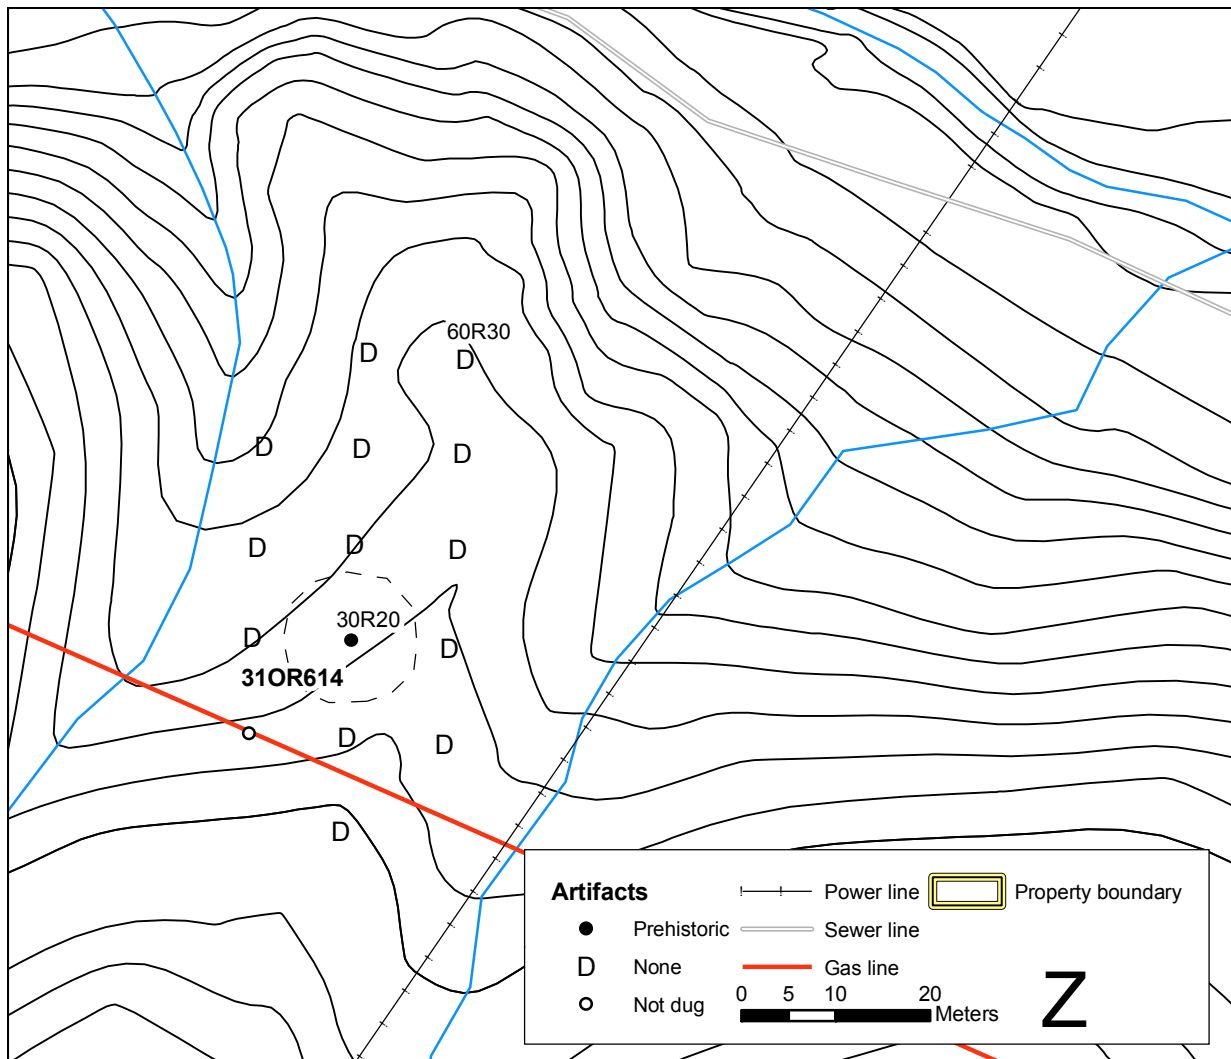 60R30
D
D
D
D
D
D
D
D
30R20
D
D
31OR614
D
D
D
Artifacts
Prehistoric
D None
Not dug
Power line
Sewer line
Gas line
0 5 10 20
Meters
Property boundary
Z